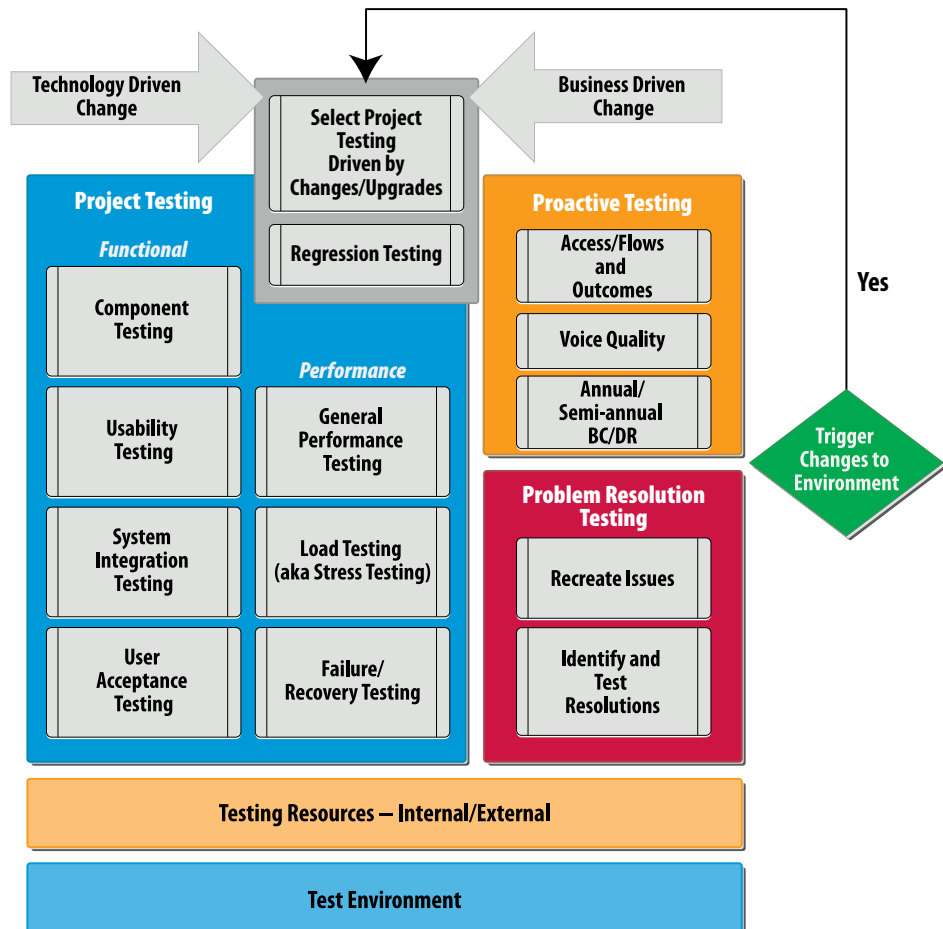 Technology Driven
Change
Business Driven
Change
Select Project
Testing
Driven by
Changes/Upgrades
Regression Testing
Project Testing
Functional
Component
Testing
Usability
Testing
System
Integration
Testing
User
Acceptance
Testing
Performance
General
Performance
Testing
Load Testing
(aka Stress Testing)
Failure/
Recovery Testing
Proactive Testing
Access/Flows
and
Outcomes
Voice Quality
Annual/
Semi-annual
BC/DR
Problem Resolution
Testing
Recreate Issues
Identify and
Test
Resolutions
Yes
Trigger
Changes to
Environment
Testing Resources – Internal/External
Test Environment